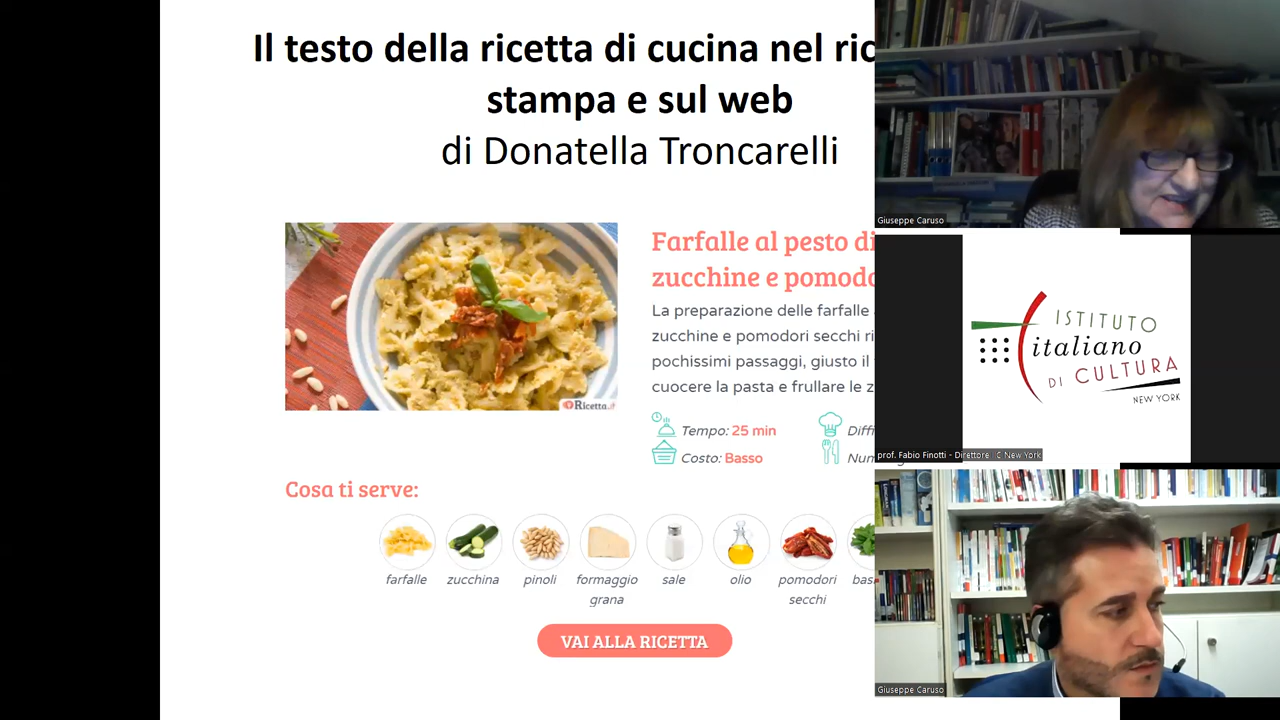 Il testo della ricetta di cucina nel ric
stampa e sul web
di Donatella Troncarelli
Farfalle al pesto di
zucchine e pomodo
La preparazione delle farfalle
zucchine e pomodori secchi ri
pochissimi passaggi, giusto il
cuocere la pasta e frullare le z
Ricetta.it
Tempo: 25 min
Diffi
Costo: Basso
Num
Cosa ti serve:
farfalle
zucchina
pinoli
formaggio
grana
sale
olio
pomodori
secchi
bas
VAI ALLA RICETTA
Giuseppe Caruso
ISTITUTO
italiano
DI CULTURA
NEW YORK
prof. Fabio Finotti - Direttore IC New York
Giuseppe Caruso